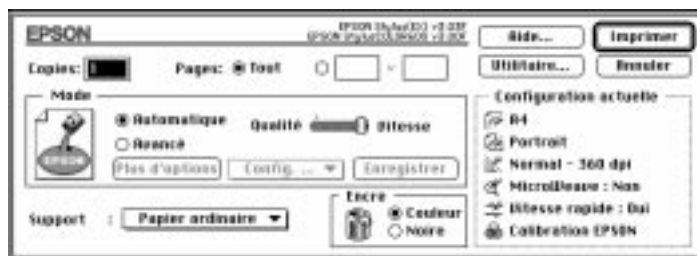 EPSON
Aide...
Imprimer
Copies:
Pages:
Tout
Utilitaire...
Annuler
Mode
Automatique
Qualité
Vitesse
Avancé
EPSON
Plus d'options
Config. ...
Enregistrer
Configuration actuelle
A4
Portrait
Normal - 360 dpi
MicroWeave : Non
Vitesse rapide : Oui
Calibration EPSON
Support :
Papier ordinaire
Encre
Couleur
Noire